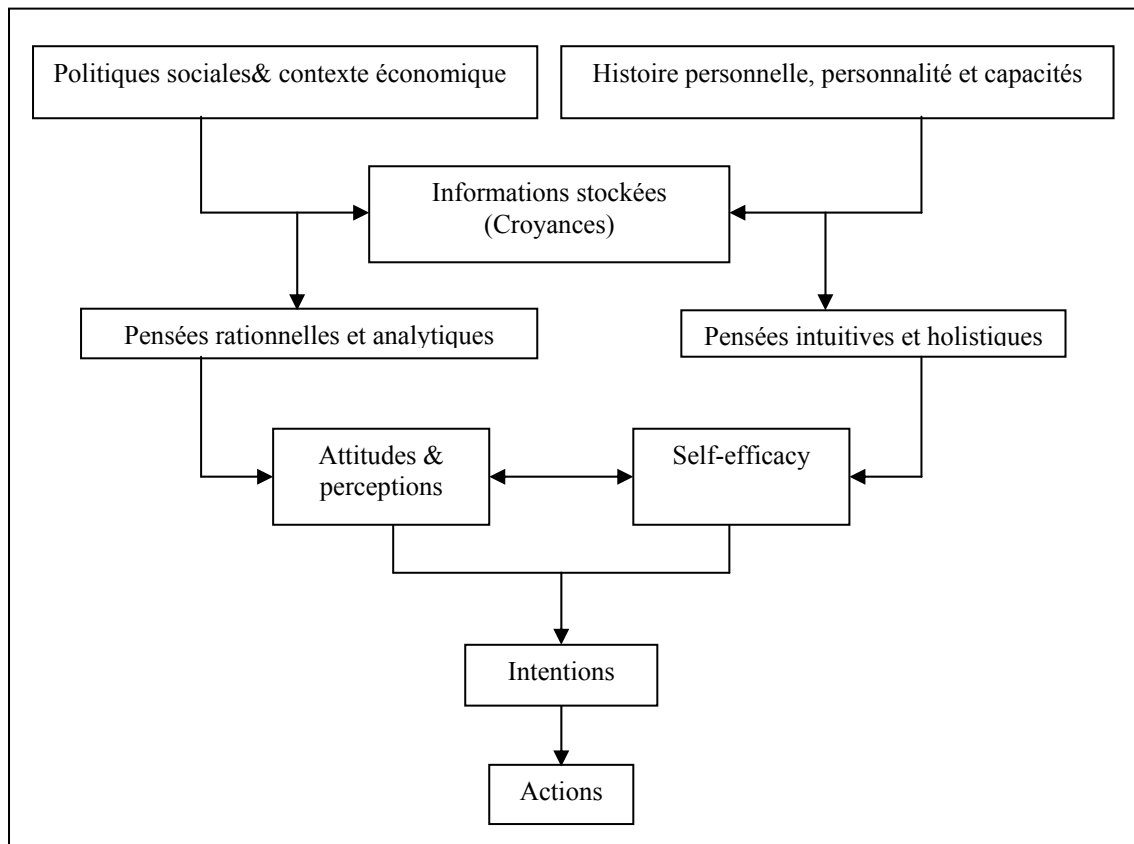 Politiques sociales& contexte économique
Histoire personnelle, personnalité et capacités
Informations stockées
(Croyances)
Pensées rationnelles et analytiques
Pensées intuitives et holistiques
Attitudes &
perceptions
Self-efficacy
Intentions
Actions